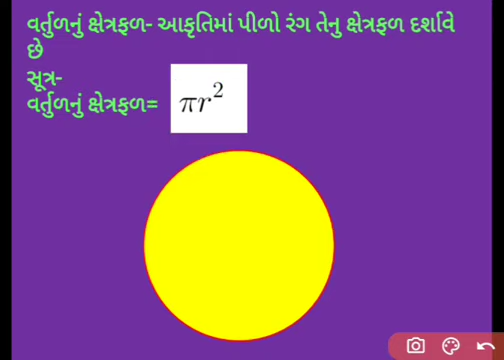 વર્તુળનું ક્ષેત્રફળ- આકૃતિમાં પીળો રંગ તેનુ ક્ષેત્રફળ દર્શાવે
છે
સૂત્ર-
વર્તુળનું ક્ષેત્રફળ= πr²